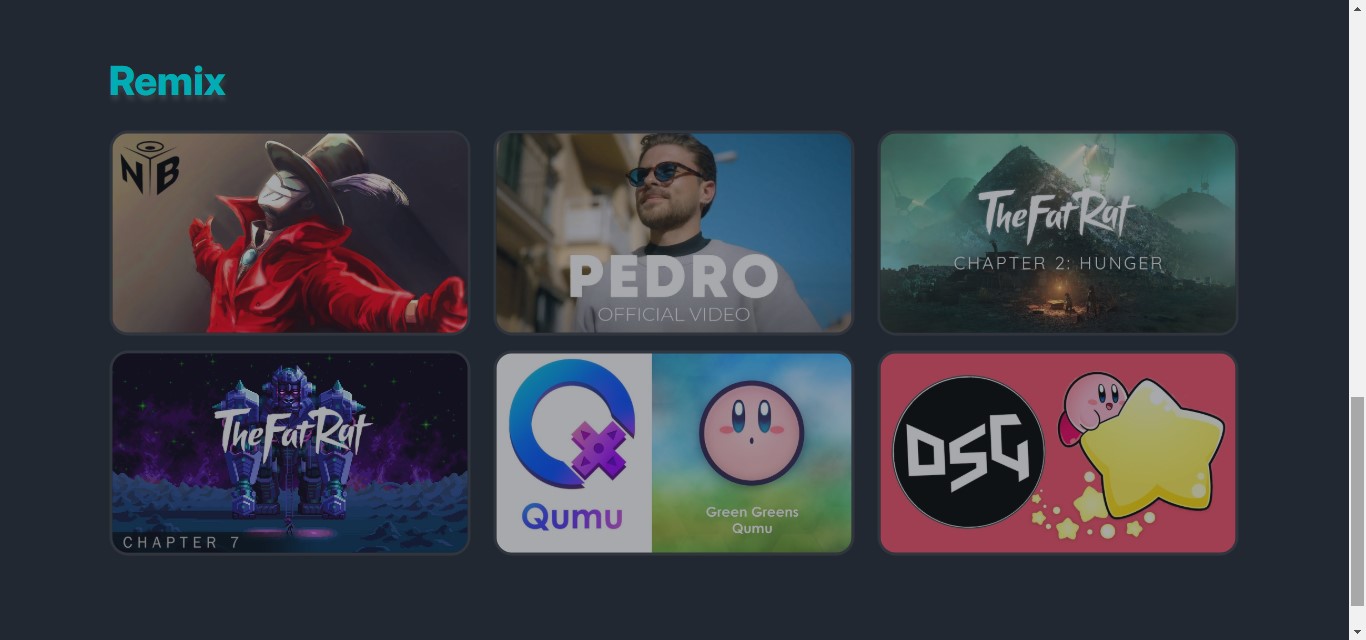 Remix
NB
PEDRO
OFFICIAL VIDEO
TheFatRat
CHAPTER 2: HUNGER
TheFatRat
CHAPTER 7
Qumu
Green Greens
Qumu
DSG